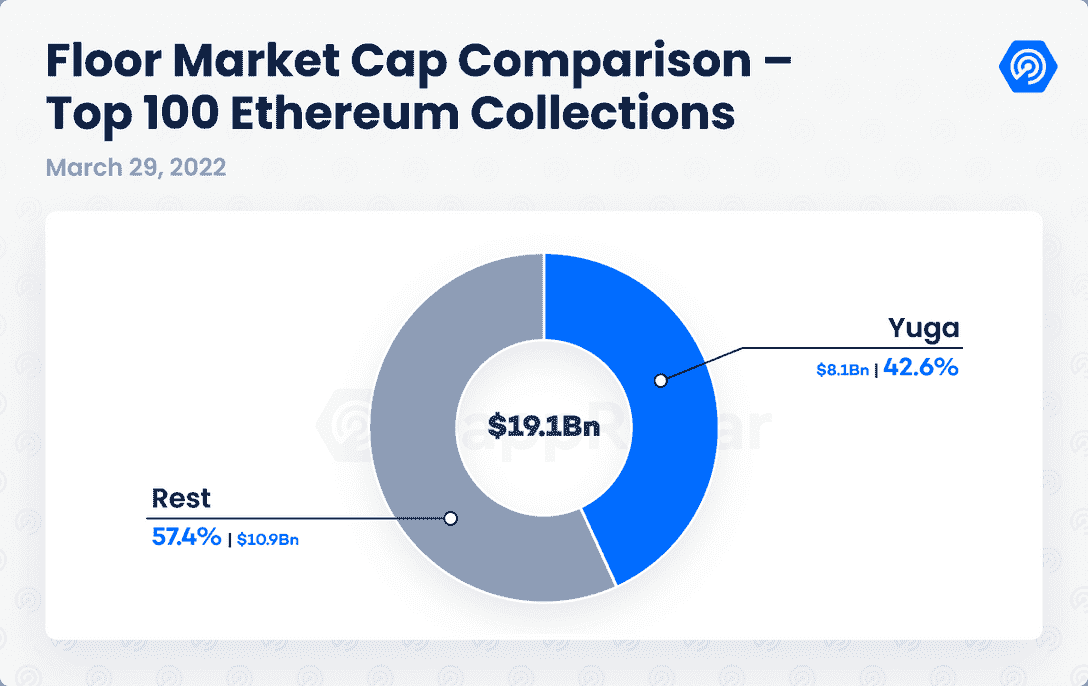 Floor Market Cap Comparison –
Top 100 Ethereum Collections
March 29, 2022
Yuga
$8.1Bn | 42.6%
$19.1Bn
Rest
57.4% | $10.9Bn